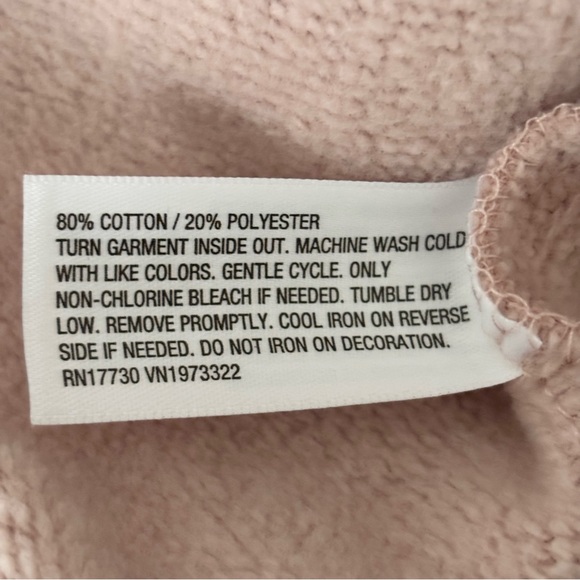 80% COTTON / 20% POLYESTER
TURN GARMENT INSIDE OUT. MACHINE WASH COLD
WITH LIKE COLORS. GENTLE CYCLE. ONLY
NON-CHLORINE BLEACH IF NEEDED. TUMBLE DRY
LOW. REMOVE PROMPTLY. COOL IRON ON REVERSE
SIDE IF NEEDED. DO NOT IRON ON DECORATION.
RN17730 VN1973322